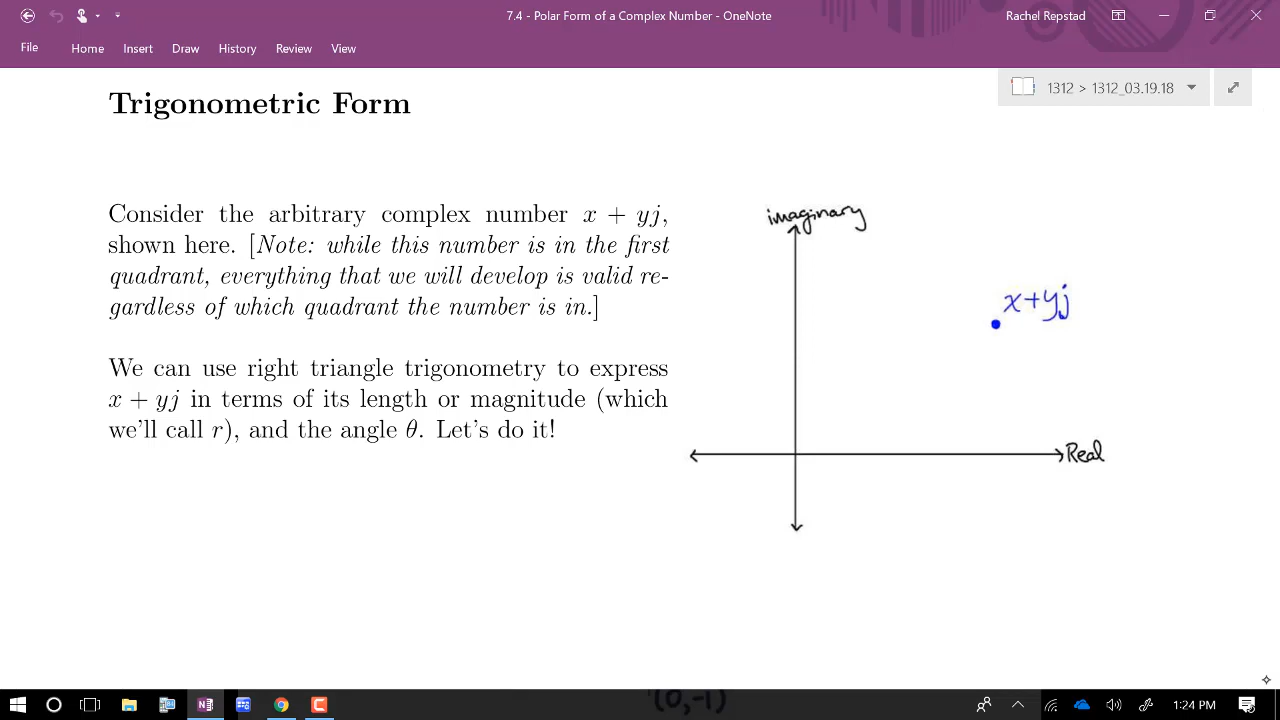 7.4 - Polar Form of a Complex Number - OneNote
Rachel Repstad
File Home Insert Draw History Review View
1312 > 1312_03.19.18
Trigonometric Form
Consider the arbitrary complex number x + yj,
shown here. [Note: while this number is in the first
quadrant, everything that we will develop is valid re-
gardless of which quadrant the number is in.]
We can use right triangle trigonometry to express
x + yj in terms of its length or magnitude (which
we'll call r), and the angle θ. Let's do it!
imaginary
x+yj
Real
(0,-1)
1:24 PM